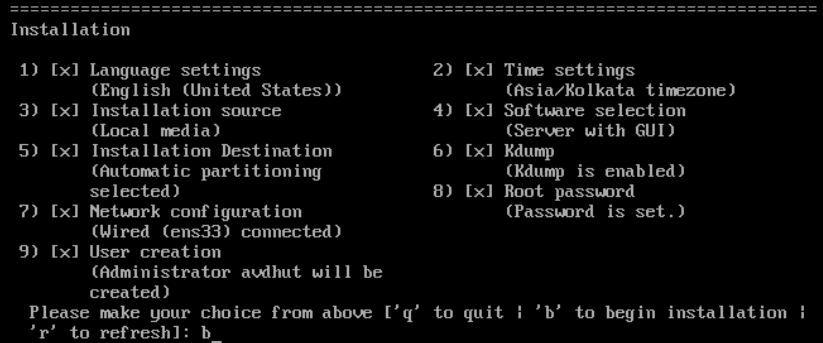 ================================================================================
Installation
1) [x] Language settings                 2) [x] Time settings
(English (United States))                (Asia/Kolkata timezone)
3) [x] Installation source               4) [x] Software selection
(Local media)                            (Server with GUI)
5) [x] Installation Destination          6) [x] Kdump
(Automatic partitioning                  (Kdump is enabled)
selected)                                8) [x] Root password
7) [x] Network configuration             (Password is set.)
(Wired (ens33) connected)
9) [x] User creation
(Administrator avdhut will be
created)
Please make your choice from above ['q' to quit | 'b' to begin installation |
'r' to refresh]: b_